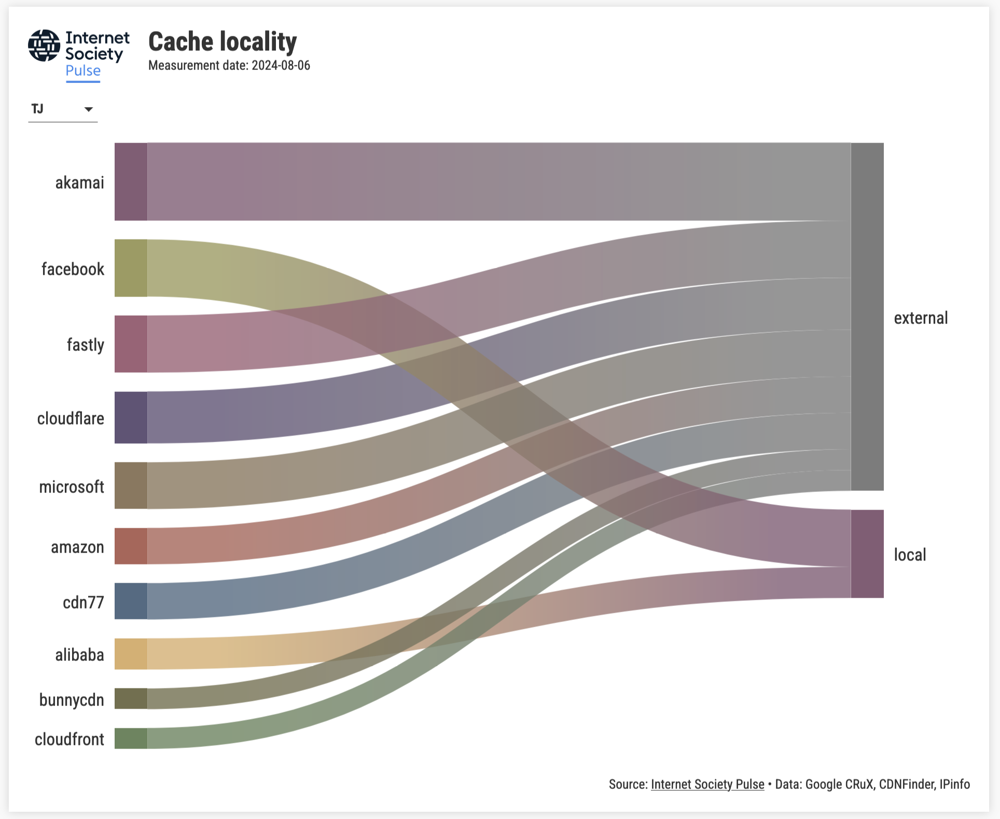 Internet
Society
Pulse
Cache locality
Measurement date: 2024-08-06
TJ
akamai
facebook
fastly
external
cloudflare
microsoft
amazon
local
cdn77
alibaba
bunnycdn
cloudfront
Source: Internet Society Pulse • Data: Google CRuX, CDNFinder, IPinfo